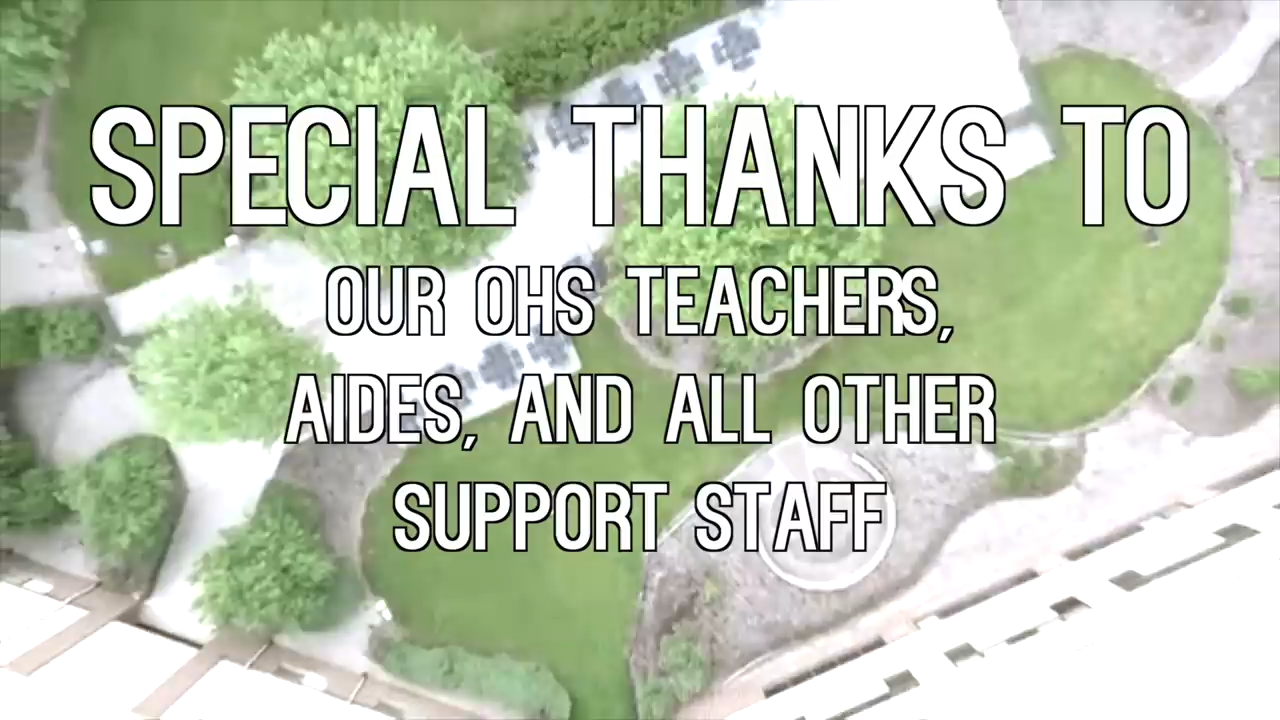 SPECIAL THANKS TO
OUR OHS TEACHERS,
AIDES, AND ALL OTHER
SUPPORT STAFF